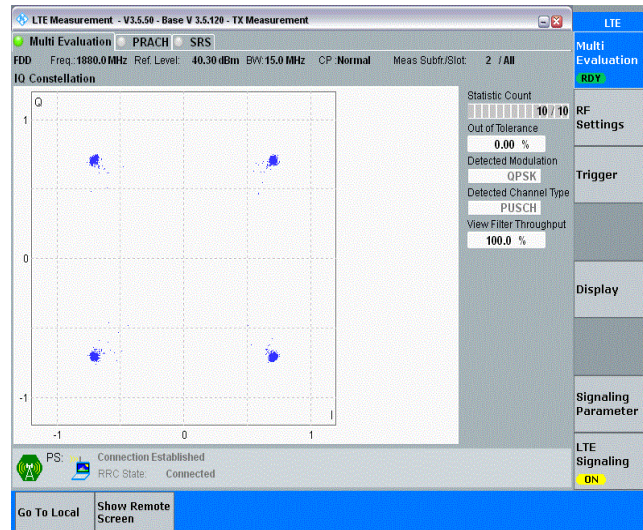 LTE Measurement - V3.5.50 - Base V 3.5.120 - TX Measurement
LTE
Multi Evaluation PRACH SRS
Multi
Evaluation
RDY
FDD Freq.: 1880.0 MHz Ref. Level: 40.30 dBm BW: 15.0 MHz CP: Normal Meas Subfr./Slot: 2 / All
IQ Constellation
Q
1
0
-1
-1 0 1
I
Statistic Count
10 / 10
Out of Tolerance
0.00 %
Detected Modulation
QPSK
Detected Channel Type
PUSCH
View Filter Throughput
100.0 %
RF
Settings
Trigger
Display
Signaling
Parameter
LTE
Signaling
ON
PS: Connection Established
RRC State: Connected
Go To Local
Show Remote
Screen